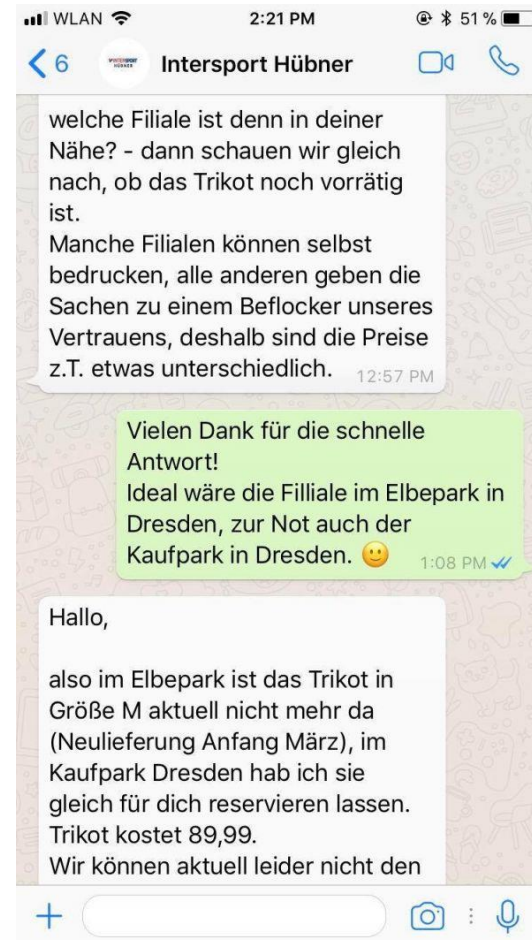 WLAN 2:21 PM 51 %
6 INTERSPORT HÜBNER Intersport Hübner
welche Filiale ist denn in deiner
Nähe? - dann schauen wir gleich
nach, ob das Trikot noch vorrätig
ist.
Manche Filialen können selbst
bedrucken, alle anderen geben die
Sachen zu einem Beflocker unseres
Vertrauens, deshalb sind die Preise
z.T. etwas unterschiedlich. 12:57 PM
Vielen Dank für die schnelle
Antwort!
Ideal wäre die Filliale im Elbepark in
Dresden, zur Not auch der
Kaufpark in Dresden. 🙂 1:08 PM
Hallo,
also im Elbepark ist das Trikot in
Größe M aktuell nicht mehr da
(Neulieferung Anfang März), im
Kaufpark Dresden hab ich sie
gleich für dich reservieren lassen.
Trikot kostet 89,99.
Wir können aktuell leider nicht den